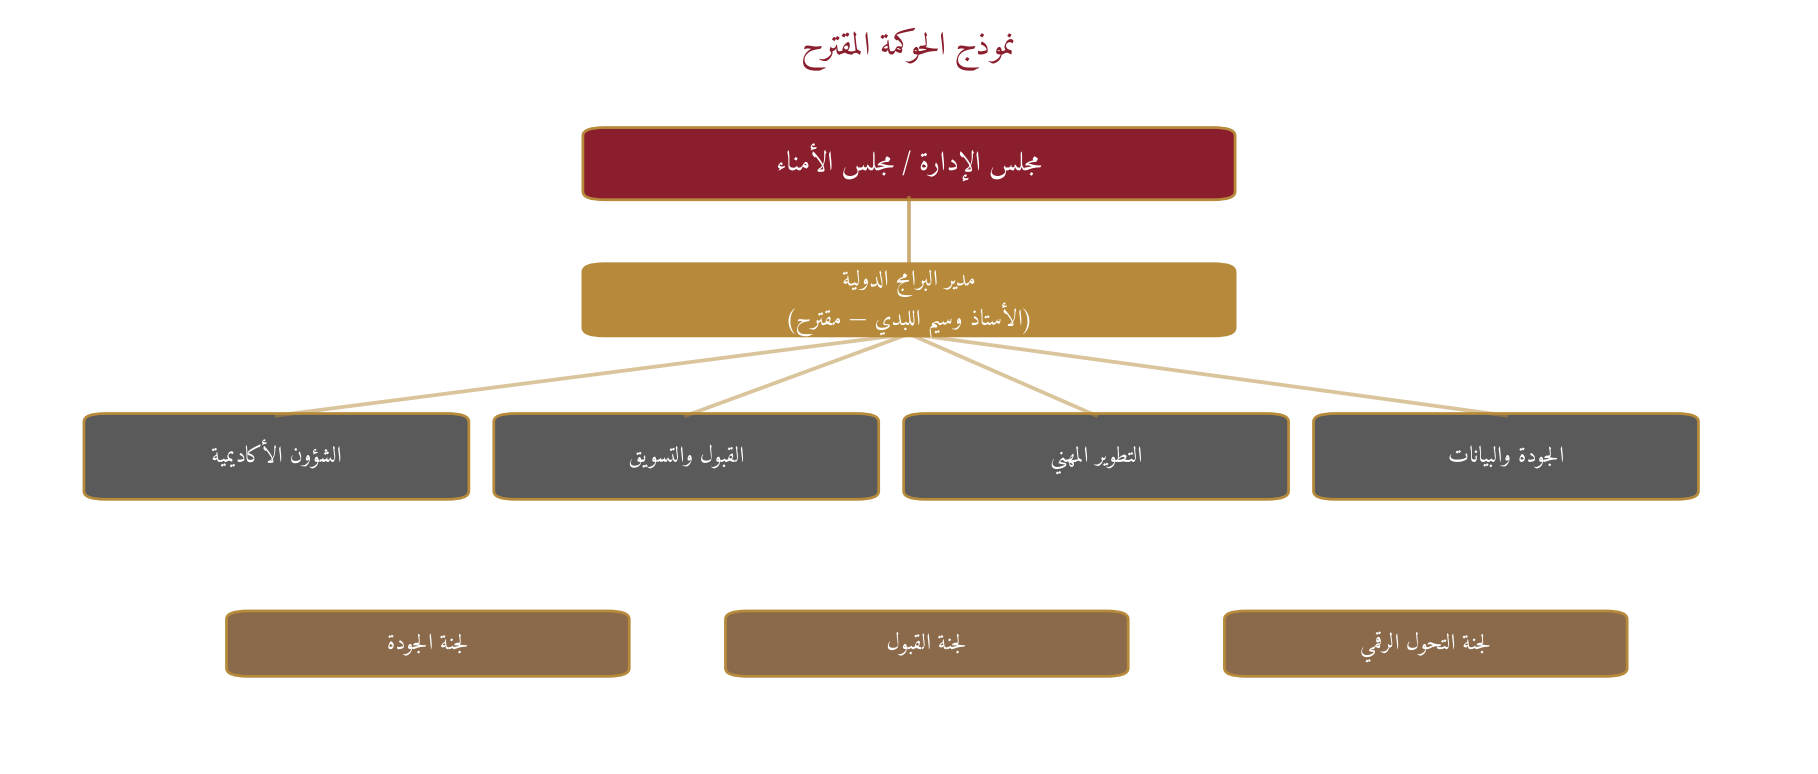 نموذج الحوكمة المقترح
مجلس الإدارة / مجلس الأمناء
مدير البرامج الدولية
(الأستاذ وسيم اللبدي – مقترح)
الجودة والبيانات
التطوير المهني
القبول والتسويق
الشؤون الأكاديمية
لجنة التحول الرقمي
لجنة القبول
لجنة الجودة